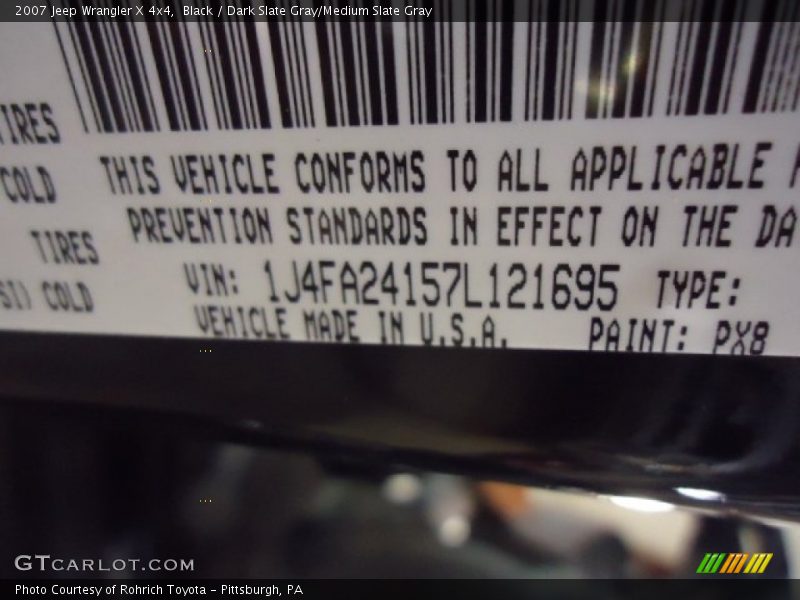 2007 Jeep Wrangler X 4x4, Black / Dark Slate Gray/Medium Slate Gray
TIRES
COLD
THIS VEHICLE CONFORMS TO ALL APPLICABLE
PREVENTION STANDARDS IN EFFECT ON THE DA
TIRES
SI) COLD
VIN: 1J4FA24157L121695 TYPE:
VEHICLE MADE IN U.S.A. PAINT: PX8
GTCARLOT.COM
Photo Courtesy of Rohrich Toyota - Pittsburgh, PA